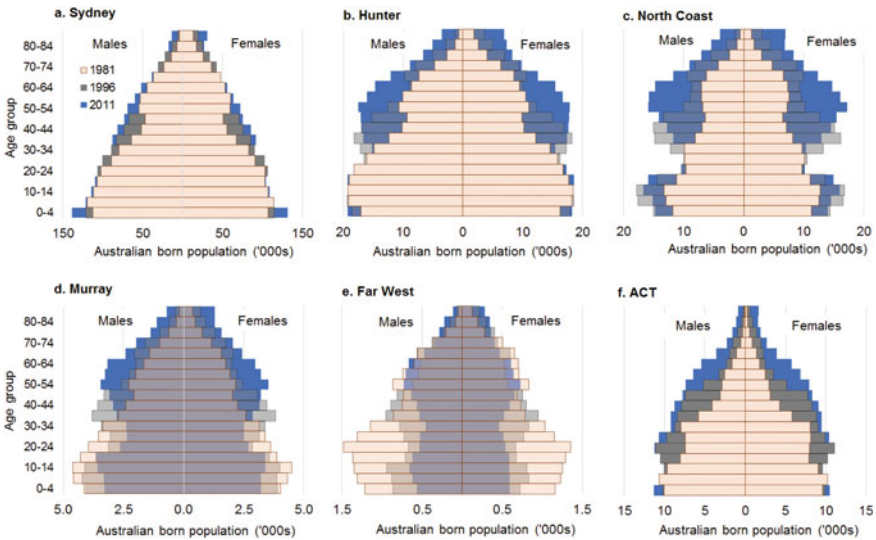 a. Sydney
Males
Females
1981
1996
2011
Age group
80-84
70-74
60-64
50-54
40-44
30-34
20-24
10-14
0-4
150 50 50 150
Australian born population ('000s)
b. Hunter
Males
Females
20 10 0 10 20
Australian born population ('000s)
c. North Coast
Males
Females
20 10 0 10 20
Australian born population ('000s)
d. Murray
Males
Females
Age group
80-84
70-74
60-64
50-54
40-44
30-34
20-24
10-14
0-4
5.0 2.5 0.0 2.5 5.0
Australian born population ('000s)
e. Far West
Males
Females
1.5 0.5 0.5 1.5
Australian born population ('000s)
f. ACT
Males
Females
15 10 5 0 5 10 15
Australian born population ('000s)